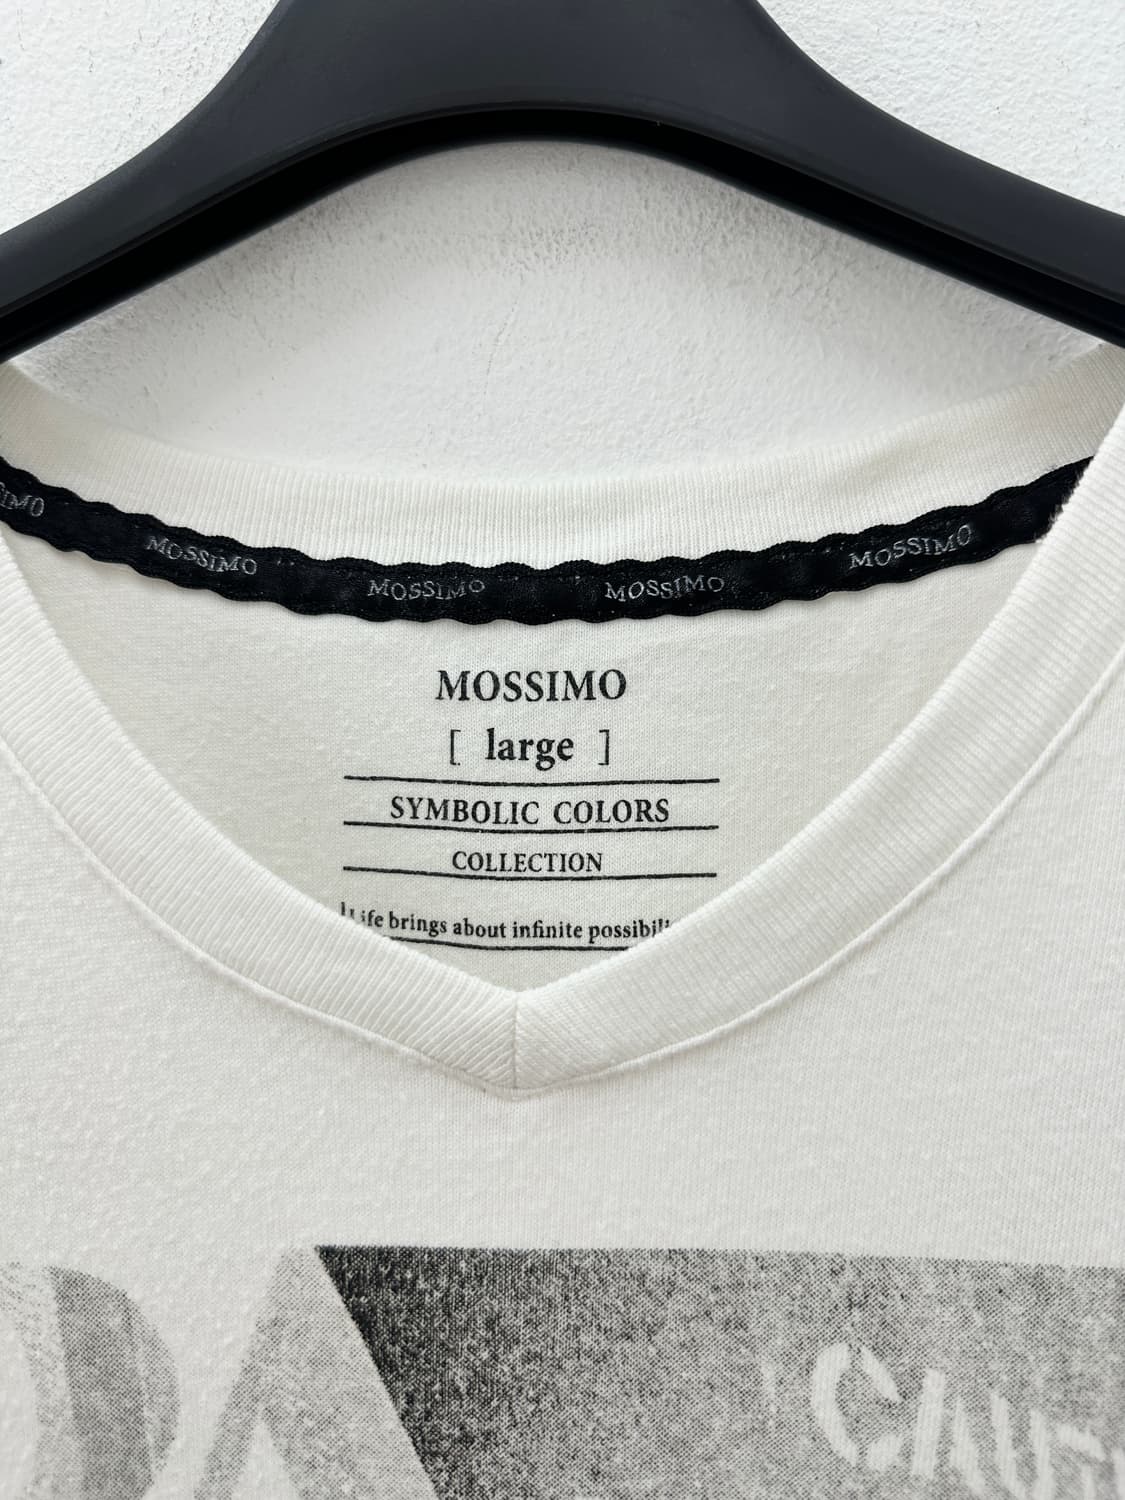 MOSSIMO MOSSIMO MOSSIMO MOSSIMO
MOSSIMO
[ large ]
SYMBOLIC COLORS
COLLECTION
Life brings about infinite